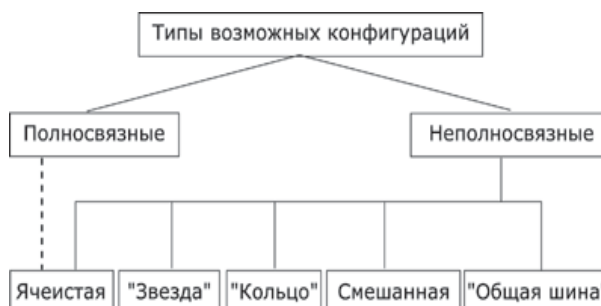 Типы возможных конфигураций
Полносвязные
Неполносвязные
Ячеистая
"Звезда"
"Кольцо"
Смешанная
"Общая шина